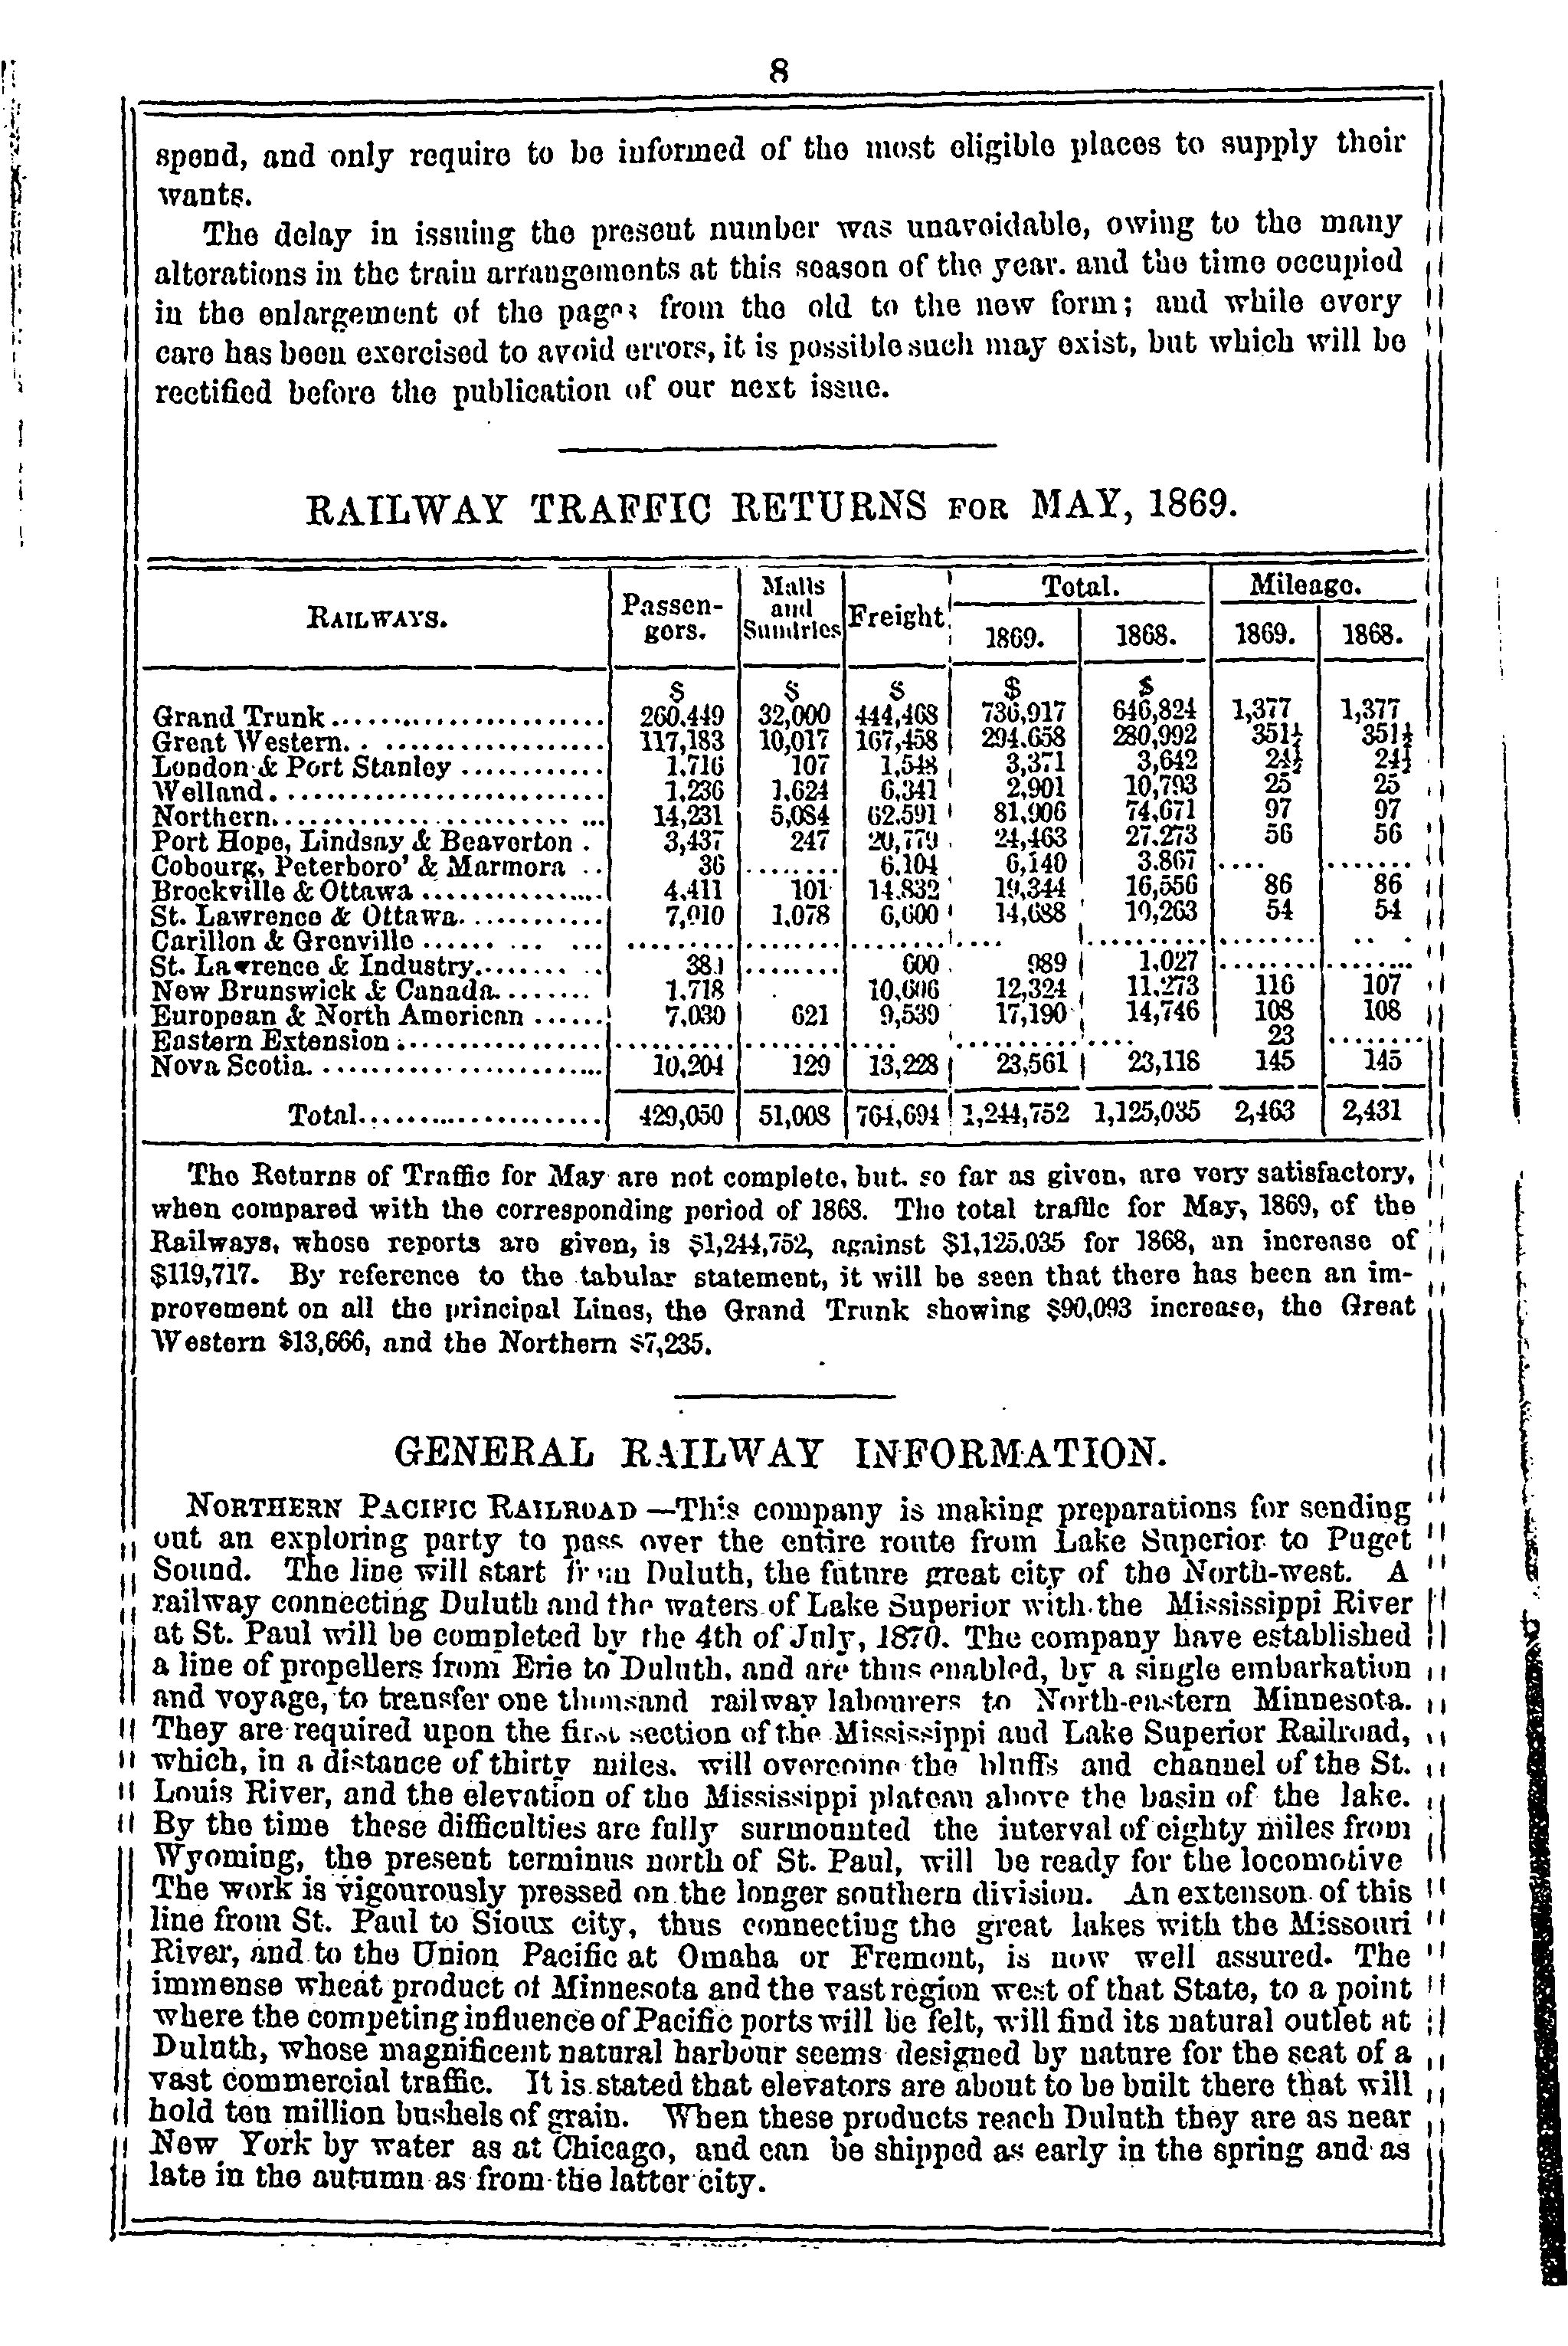 8
spend, and only require to be informed of the most eligible places to supply their
wants.
The delay in issuing the present number was unavoidable, owing to the many
alterations in the train arrangements at this season of the year. and the time occupied
in the enlargement of the pages from the old to the new form; and while every
care has been exercised to avoid errors, it is possible such may exist, but which will be
rectified before the publication of our next issue.
RAILWAY TRAFFIC RETURNS FOR MAY, 1869.
RAILWAYS. Passengers. Mails and Sundries Freight. Total. Mileage.
1869. 1868. 1869. 1868.
$ $ $ $ $
Grand Trunk 260,449 32,000 444,468 736,917 646,824 1,377 1,377
Great Western 117,183 10,017 167,458 294,658 280,992 351½ 351½
London & Port Stanley 1,716 107 1,548 3,371 3,642 24½ 24½
Welland 1,236 1,624 6,341 2,901 10,793 25 25
Northern 14,231 5,084 62,591 81,906 74,671 97 97
Port Hope, Lindsay & Beaverton 3,437 247 20,779 24,463 27,273 56 56
Cobourg, Peterboro' & Marmora 36 ........ 6,104 6,140 3,867 .... ........
Brockville & Ottawa 4,411 101 14,832 19,344 16,556 86 86
St. Lawrence & Ottawa 7,010 1,078 6,600 14,688 10,263 54 54
Carillon & Grenville
St. Lawrence & Industry 600 989 1,027
New Brunswick & Canada 1,718 10,606 12,324 11,273 116 107
European & North American 7,030 621 9,539 17,190 14,746 108 108
Eastern Extension 23
Nova Scotia 10,204 129 13,228 23,561 23,118 145 145
Total 429,050 51,008 764,694 1,244,752 1,125,035 2,463 2,431
The Returns of Traffic for May are not complete, but. so far as given, are very satisfactory,
when compared with the corresponding period of 1868. The total traffic for May, 1869, of the
Railways, whose reports are given, is $1,244,752, against $1,125,035 for 1868, an increase of
$119,717. By reference to the tabular statement, it will be seen that there has been an im-
provement on all the principal Lines, the Grand Trunk showing $90,093 increase, the Great
Western $13,666, and the Northern $7,235.
GENERAL RAILWAY INFORMATION.
NORTHERN PACIFIC RAILROAD —This company is making preparations for sending
out an exploring party to pass over the entire route from Lake Superior to Puget
Sound. The line will start from Duluth, the future great city of the North-west. A
railway connecting Duluth and the waters of Lake Superior with the Mississippi River
at St. Paul will be completed by the 4th of July, 1870. The company have established
a line of propellers from Erie to Duluth, and are thus enabled, by a single embarkation
and voyage, to transfer one thousand railway labourers to North-eastern Minnesota.
They are required upon the first section of the Mississippi and Lake Superior Railroad,
which, in a distance of thirty miles, will overcome the bluffs and channel of the St.
Louis River, and the elevation of the Mississippi plateau above the basin of the lake.
By the time these difficulties are fully surmounted the interval of eighty miles from
Wyoming, the present terminus north of St. Paul, will be ready for the locomotive
The work is vigourously pressed on the longer southern division. An extenson of this
line from St. Paul to Sioux city, thus connecting the great lakes with the Missouri
River, and to the Union Pacific at Omaha or Fremont, is now well assured. The
immense wheat product of Minnesota and the vast region west of that State, to a point
where the competing influence of Pacific ports will be felt, will find its natural outlet at
Duluth, whose magnificent natural harbour seems designed by nature for the seat of a
vast commercial traffic. It is stated that elevators are about to be built there that will
hold ten million bushels of grain. When these products reach Duluth they are as near
New York by water as at Chicago, and can be shipped as early in the spring and as
late in the autumn as from the latter city.